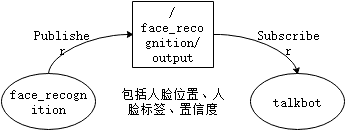 Publishe
r
/
face_reco
gnition/
output
Subscribe
r
face_recogn
ition
包括人脸位置、人
脸标签、置信度
talkbot